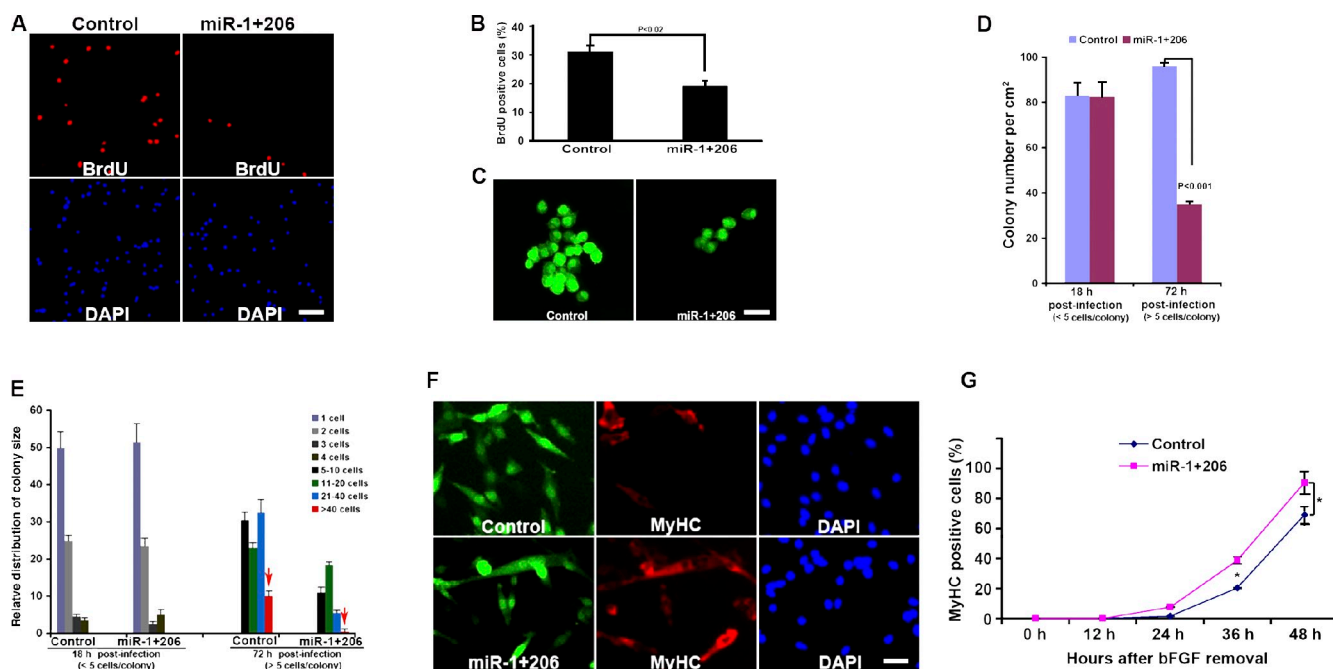 A
Control
miR-1+206
BrdU
BrdU
DAPI
DAPI
B
BrdU positive cells (%)
40
30
20
10
0
P<0.02
Control
miR-1+206
C
Control
miR-1+206
D
Control
miR-1+206
Colony number per cm2
100
80
60
40
20
0
P<0.001
18 h
72 h
post-infection
post-infection
(< 5 cells/colony)
(> 5 cells/colony)
E
Relative distribution of colony size
60
50
40
30
20
10
0
1 cell
2 cells
3 cells
4 cells
5-10 cells
11-20 cells
21-40 cells
>40 cells
Control
miR-1+206
Control
miR-1+206
18 h post-infection
72 h post-infection
(< 5 cells/colony)
(> 5 cells/colony)
F
Control
MyHC
DAPI
miR-1+206
MyHC
DAPI
G
Control
miR-1+206
MyHC positive cells (%)
100
80
60
40
20
0
*
*
0 h
12 h
24 h
36 h
48 h
Hours after bFGF removal